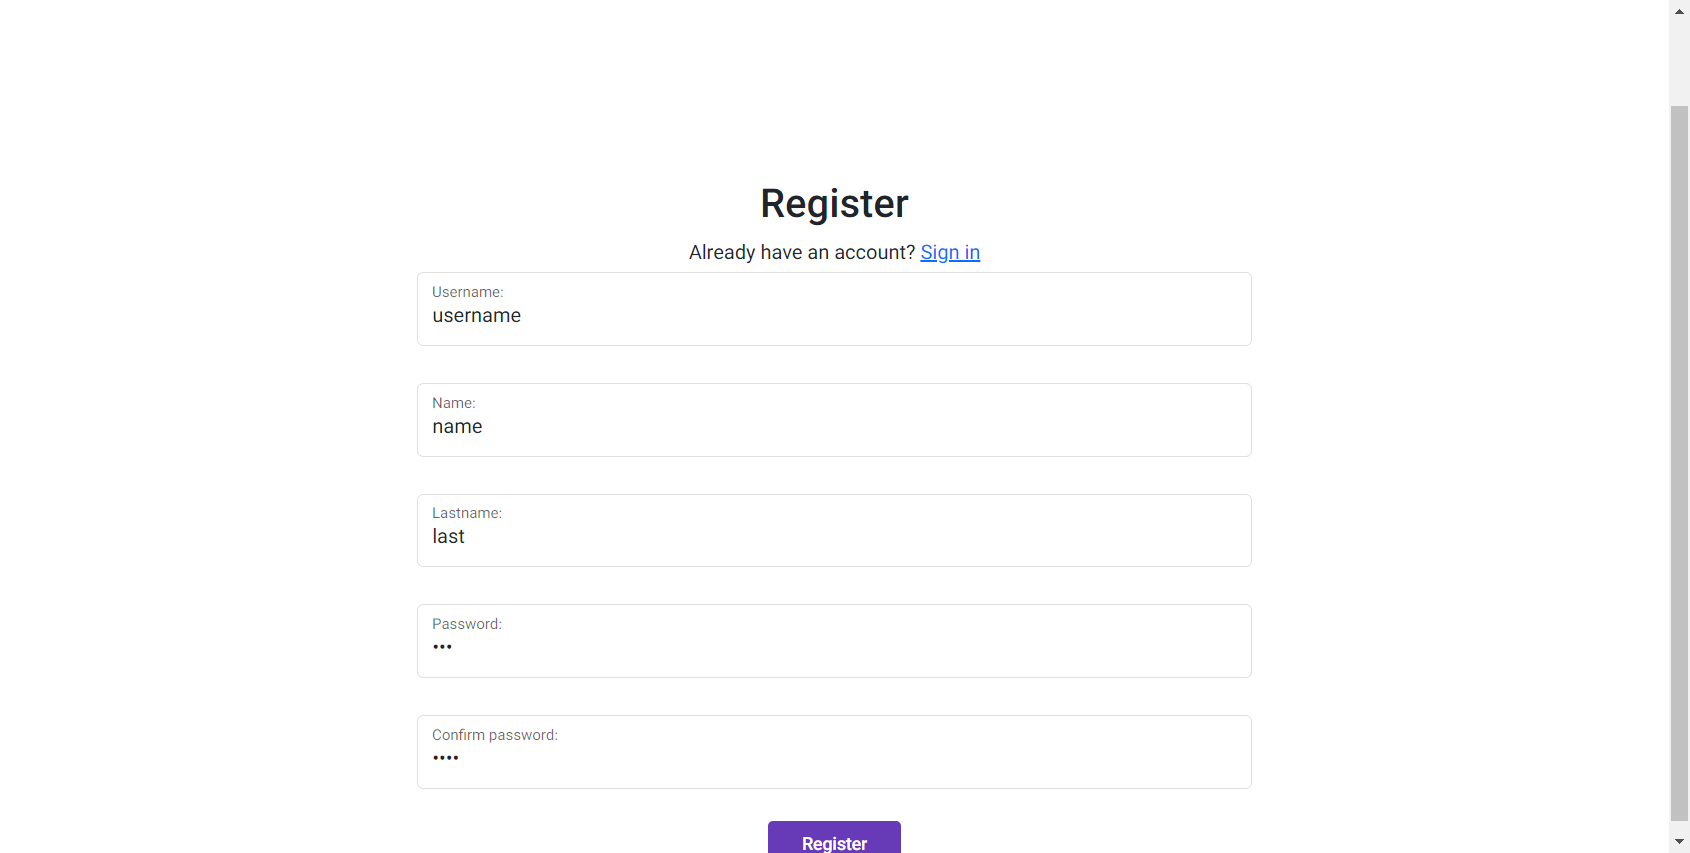 Register
Already have an account? Sign in
Username:
username
Name:
name
Lastname:
last
Password:
•••
Confirm password:
••••
Register